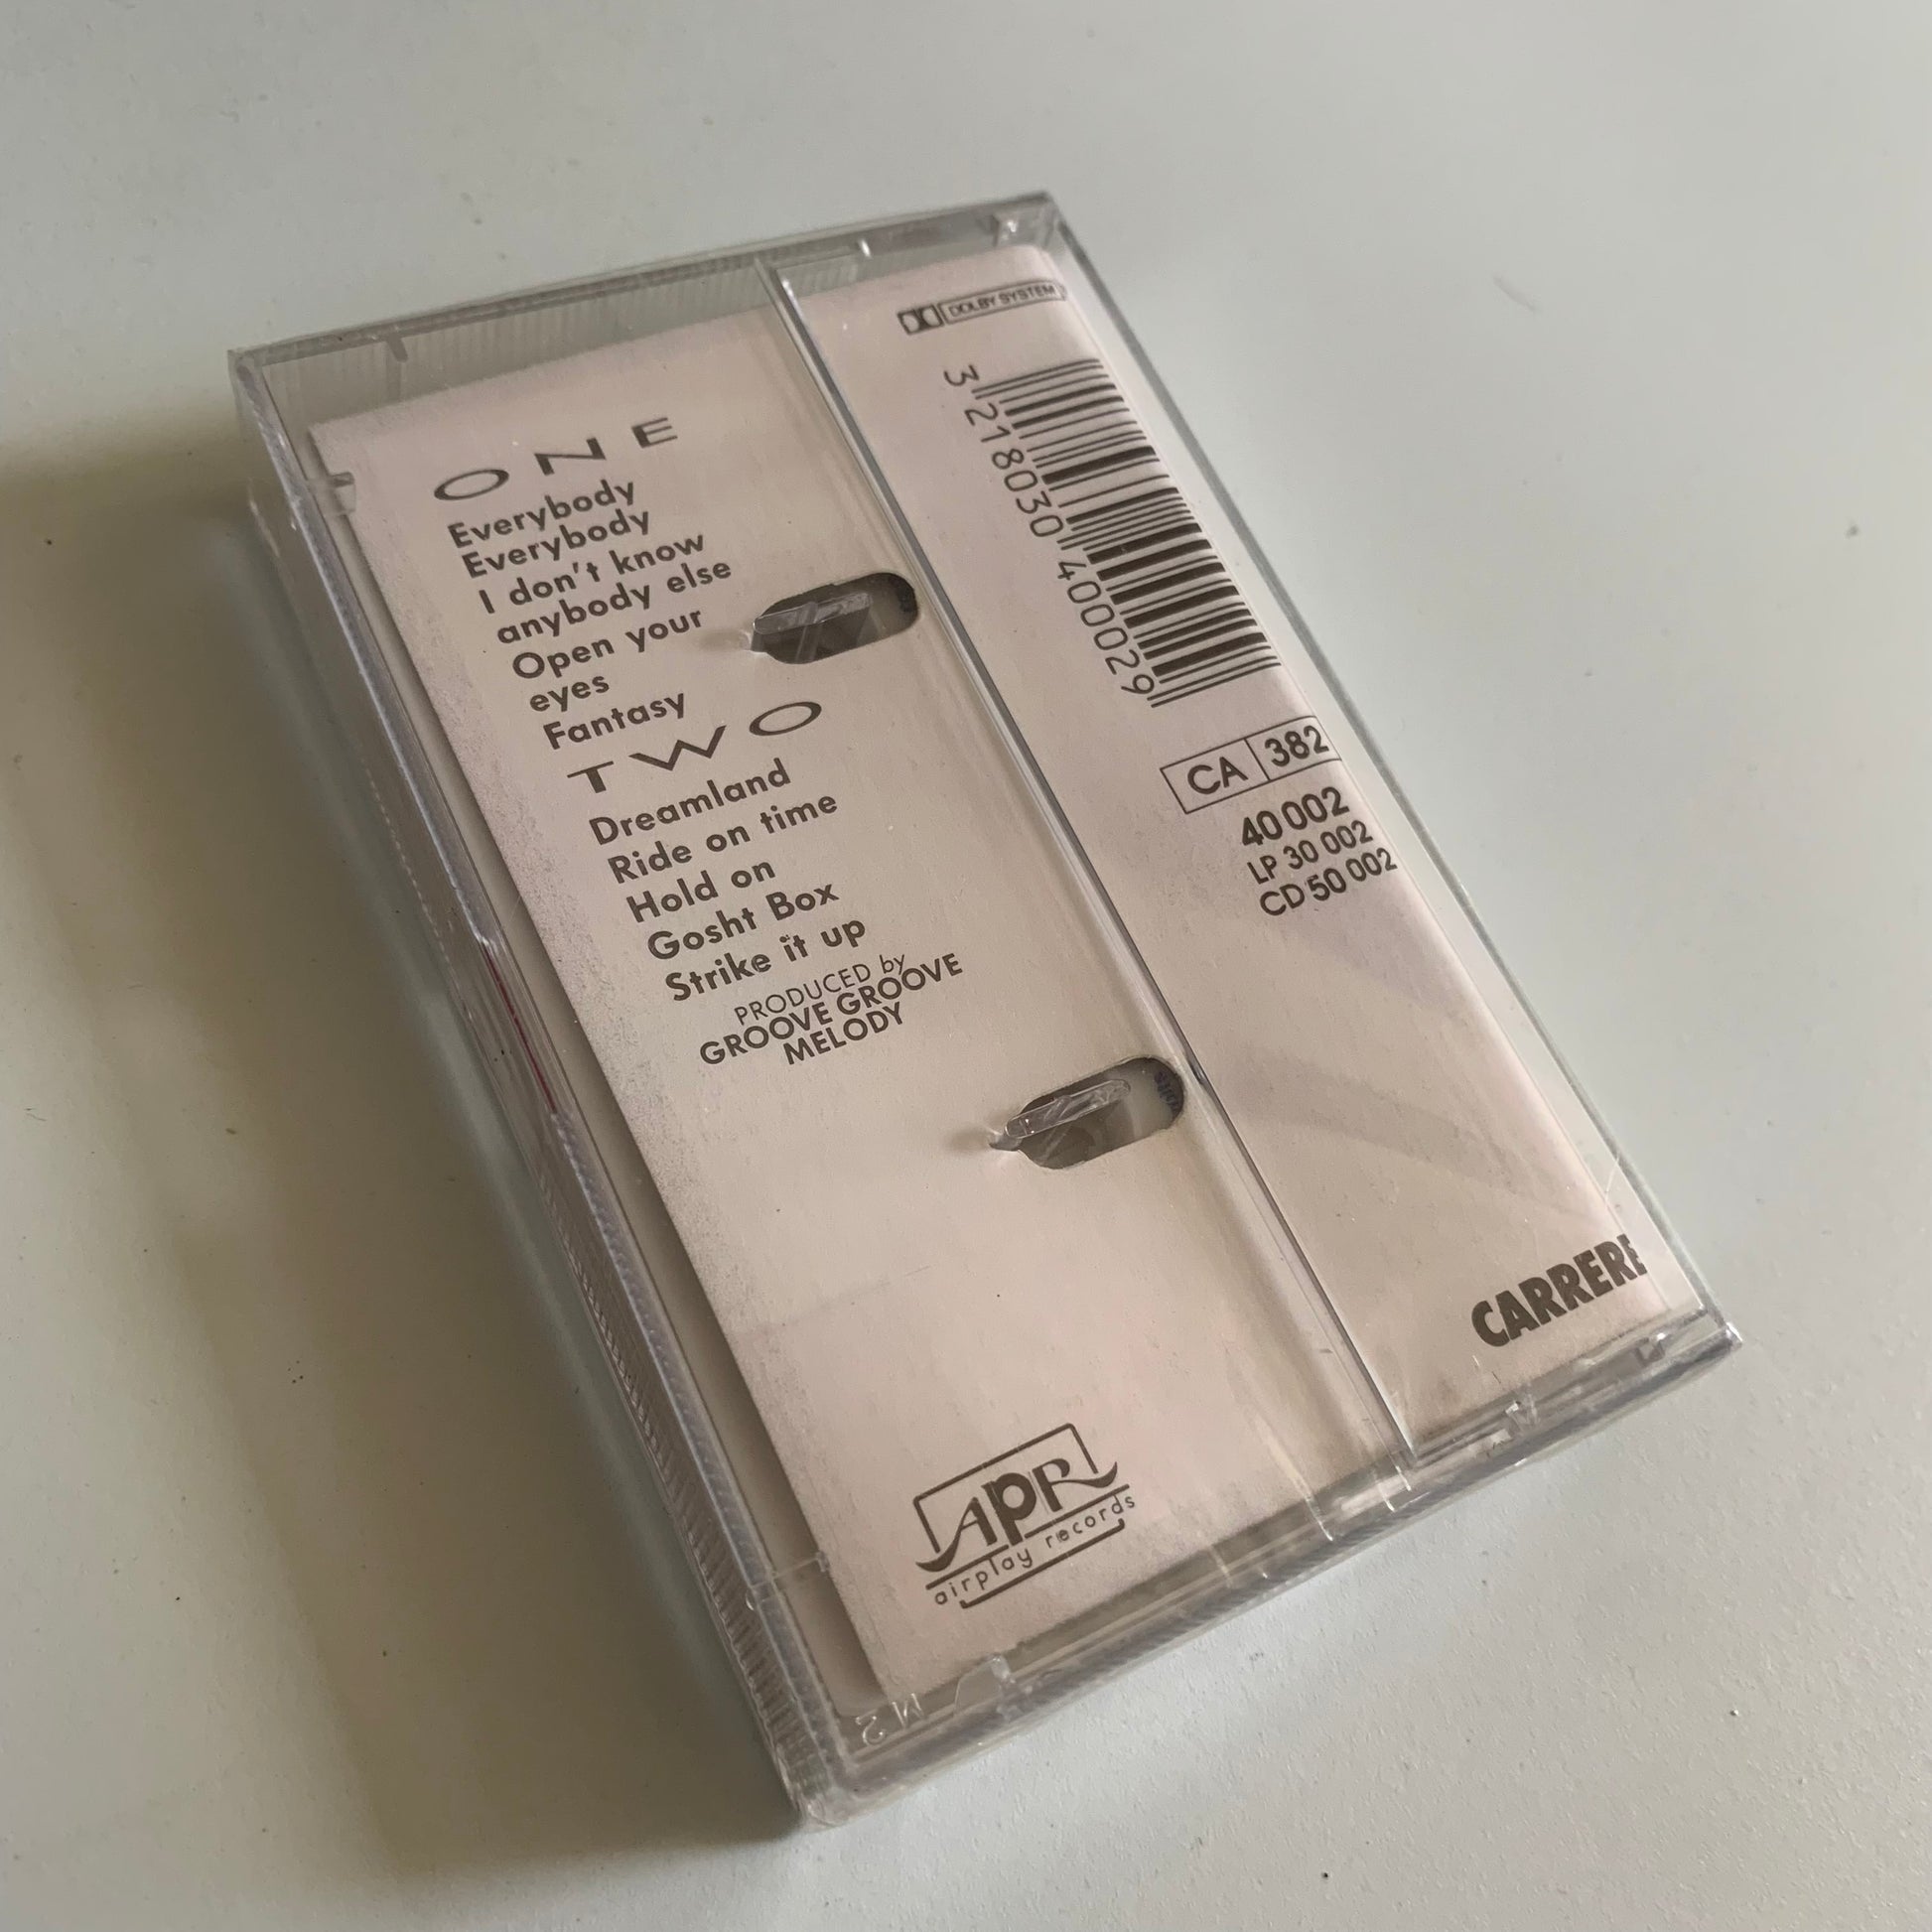 ONE
Everybody
Everybody
I don't know
anybody else
Open your
eyes
Fantasy
TWO
Dreamland
Ride on time
Hold on
Gosht Box
Strike it up
PRODUCED by
GROOVE GROOVE
MELODY
APR
airplay records
DOLBY SYSTEM
3 218030 400029
CA 382
40 002
LP 30 002
CD 50 002
CARRERE
M 2